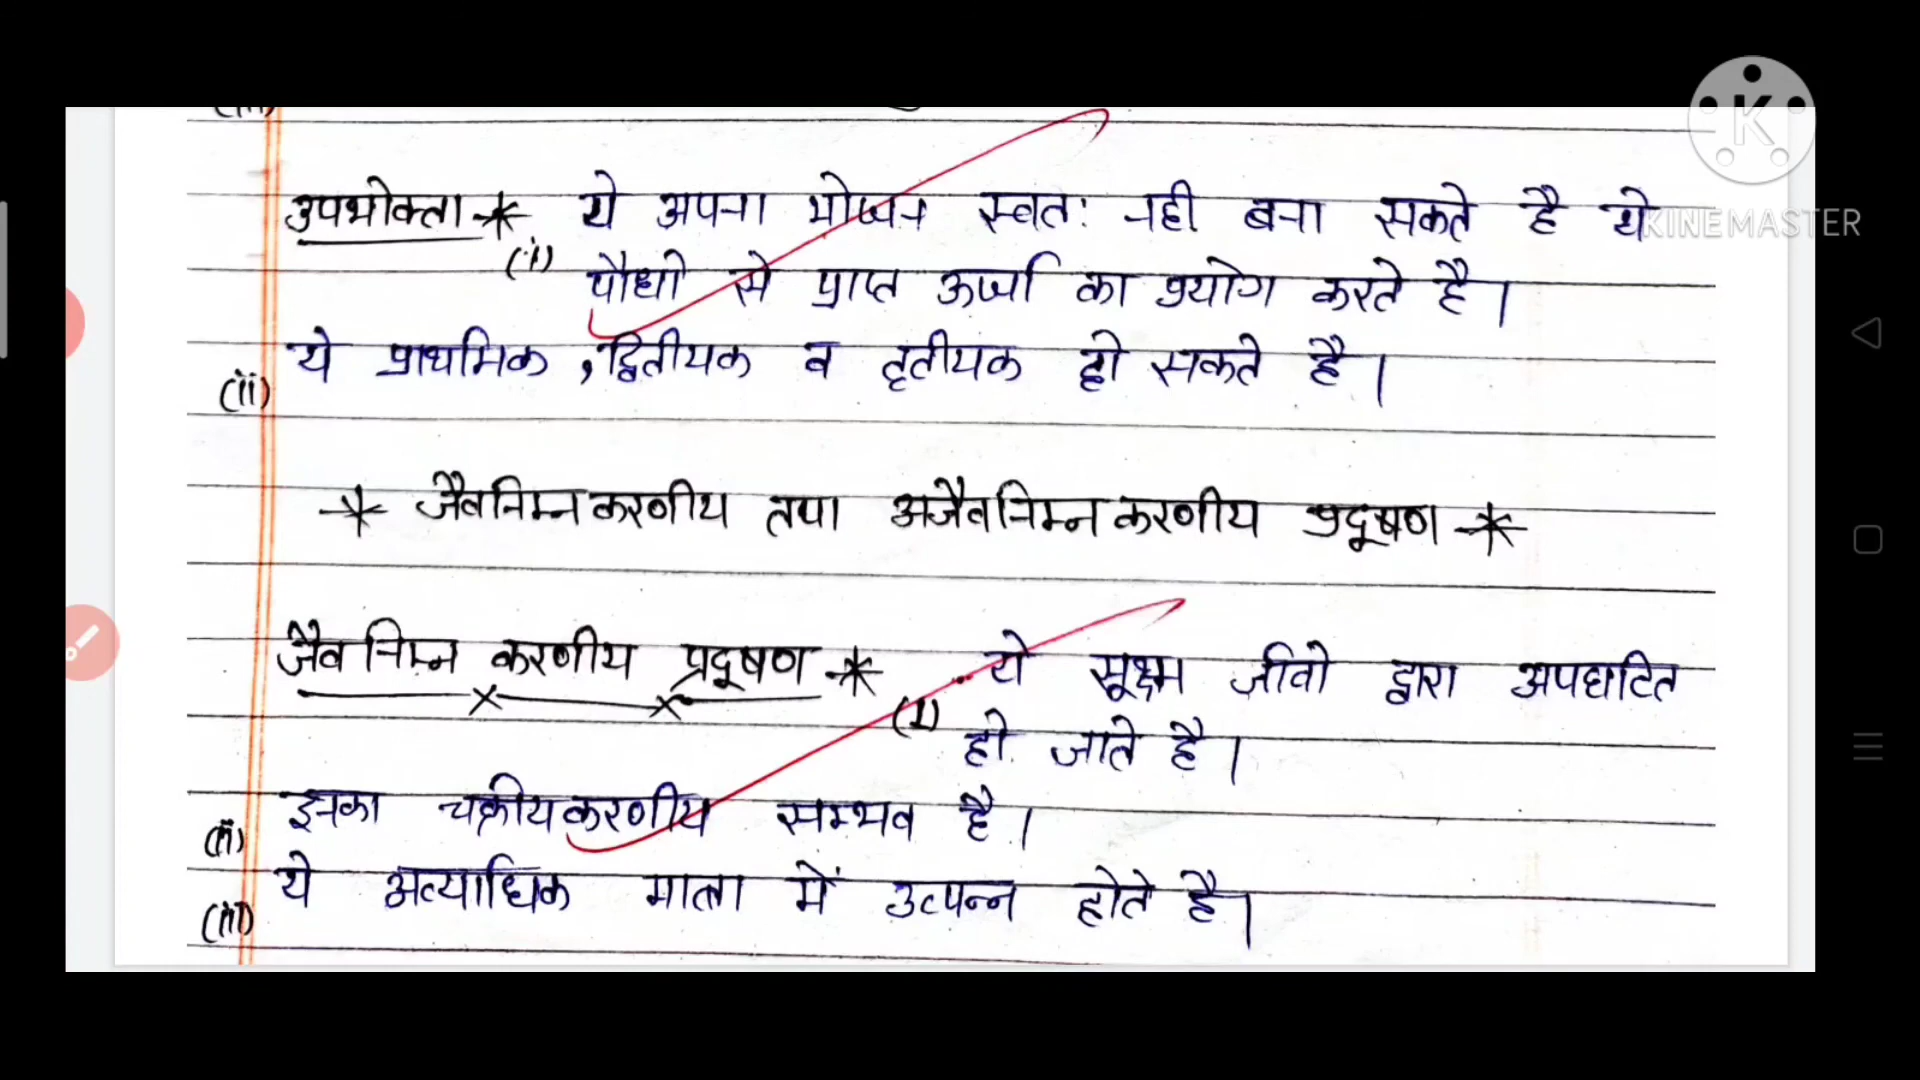 उपभोक्ता * ये अपना भोजन स्वतः नही बना सकते है ये
(i) पौधो से प्राप्त ऊर्जा का प्रयोग करते है।
(ii) ये प्राथमिक , द्वितीयक व तृतीयक हो सकते है।
* जैवनिम्नकरणीय तथा अजैवनिम्नकरणीय प्रदूषण *
जैव निम्न करणीय प्रदूषण * (I) ये सूक्ष्म जीवो द्वारा अपघटित
हो जाते है।
(ii) इनका चक्रीयकरणीय सम्भव है।
(iii) ये अत्याधिक मात्रा में उत्पन्न होते है।
K
KINEMASTER